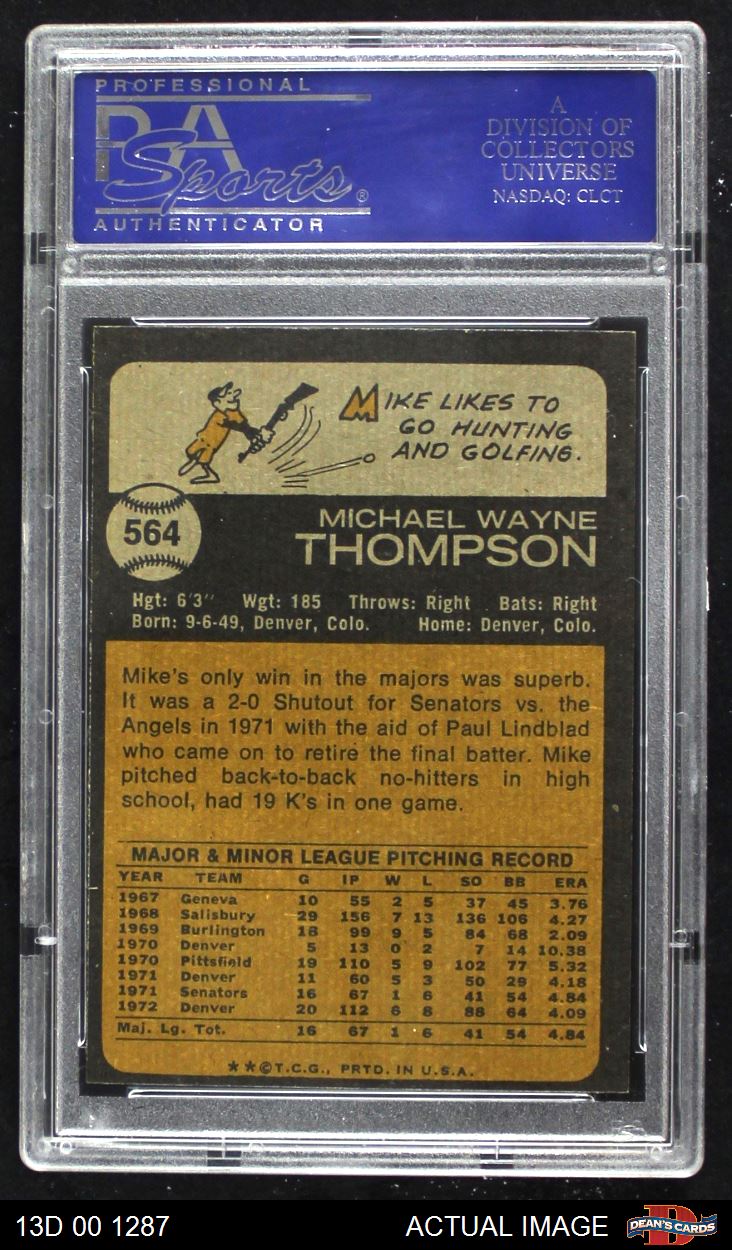 PROFESSIONAL
PSA
Sports®
AUTHENTICATOR
A
DIVISION OF
COLLECTORS
UNIVERSE
NASDAQ: CLCT
MIKE LIKES TO
GO HUNTING
AND GOLFING.
564
MICHAEL WAYNE
THOMPSON
Hgt: 6'3" Wgt: 185 Throws: Right Bats: Right
Born: 9-6-49, Denver, Colo. Home: Denver, Colo.
Mike's only win in the majors was superb.
It was a 2-0 Shutout for Senators vs. the
Angels in 1971 with the aid of Paul Lindblad
who came on to retire the final batter. Mike
pitched back-to-back no-hitters in high
school, had 19 K's in one game.
MAJOR & MINOR LEAGUE PITCHING RECORD
YEAR TEAM G IP W L SO BB ERA
1967 Geneva 10 55 2 5 37 45 3.76
1968 Salisbury 29 156 7 13 136 106 4.27
1969 Burlington 18 99 9 5 84 68 2.09
1970 Denver 5 13 0 2 7 14 10.38
1970 Pittsfield 19 110 5 9 102 77 5.32
1971 Denver 11 60 5 3 50 29 4.18
1971 Senators 16 67 1 6 41 54 4.84
1972 Denver 20 112 6 8 88 64 4.09
Maj. Lg. Tot. 16 67 1 6 41 54 4.84
**©T.C.G., PRTD. IN U.S.A.
13D 00 1287 ACTUAL IMAGE
DEAN'S CARDS